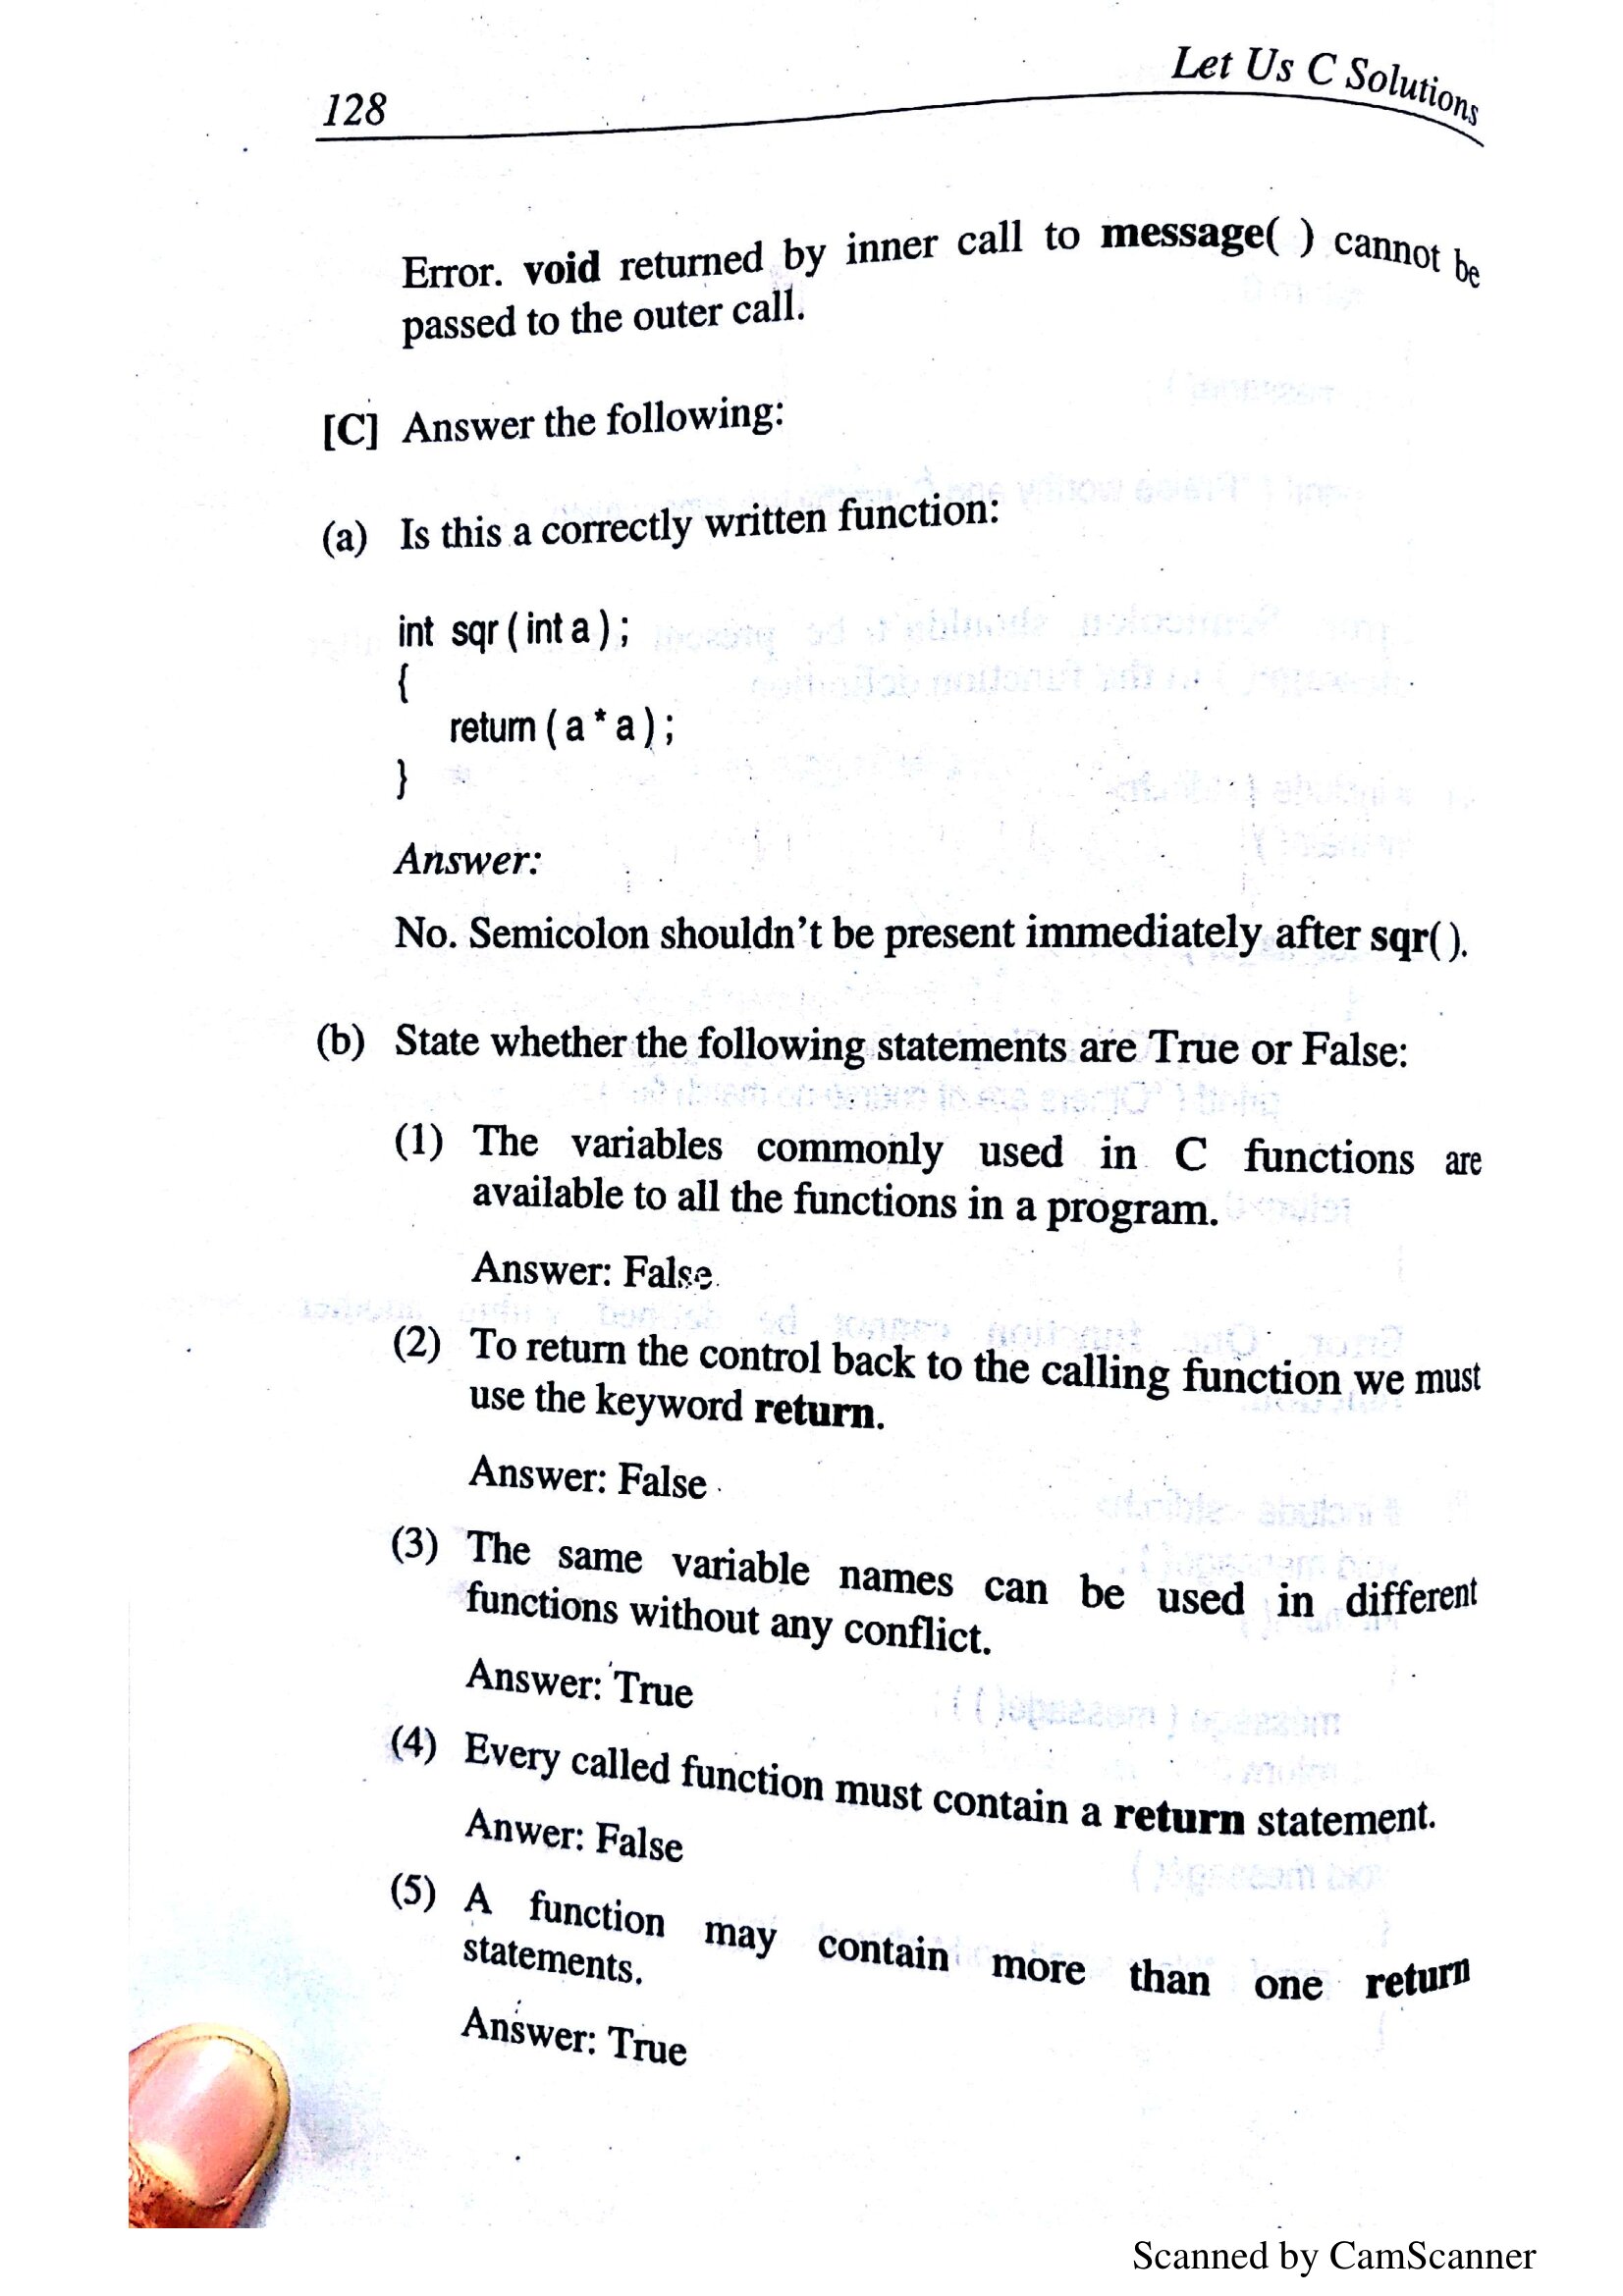 128
Let Us C Solutions
Error. void returned by inner call to message( ) cannot be
passed to the outer call.
[C] Answer the following:
(a) Is this a correctly written function:
int sqr ( int a ) ;
{
return ( a * a ) ;
}
Answer:
No. Semicolon shouldn't be present immediately after sqr( ).
(b) State whether the following statements are True or False:
(1) The variables commonly used in C functions are
available to all the functions in a program.
Answer: False
(2) To return the control back to the calling function we must
use the keyword return.
Answer: False
(3) The same variable names can be used in different
functions without any conflict.
Answer: True
(4) Every called function must contain a return statement.
Anwer: False
(5) A function may contain more than one return
statements.
Answer: True
Scanned by CamScanner